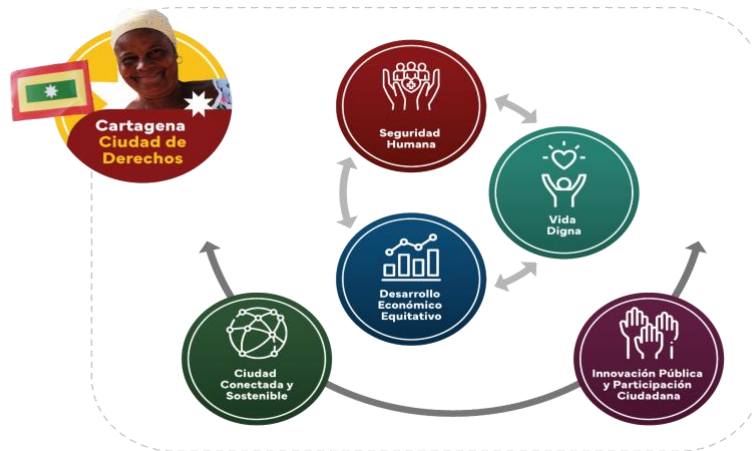 Cartagena
Ciudad de
Derechos
Seguridad
Humana
Vida
Digna
Desarrollo
Económico
Equitativo
Ciudad
Conectada y
Sostenible
Innovación Pública
y Participación
Ciudadana